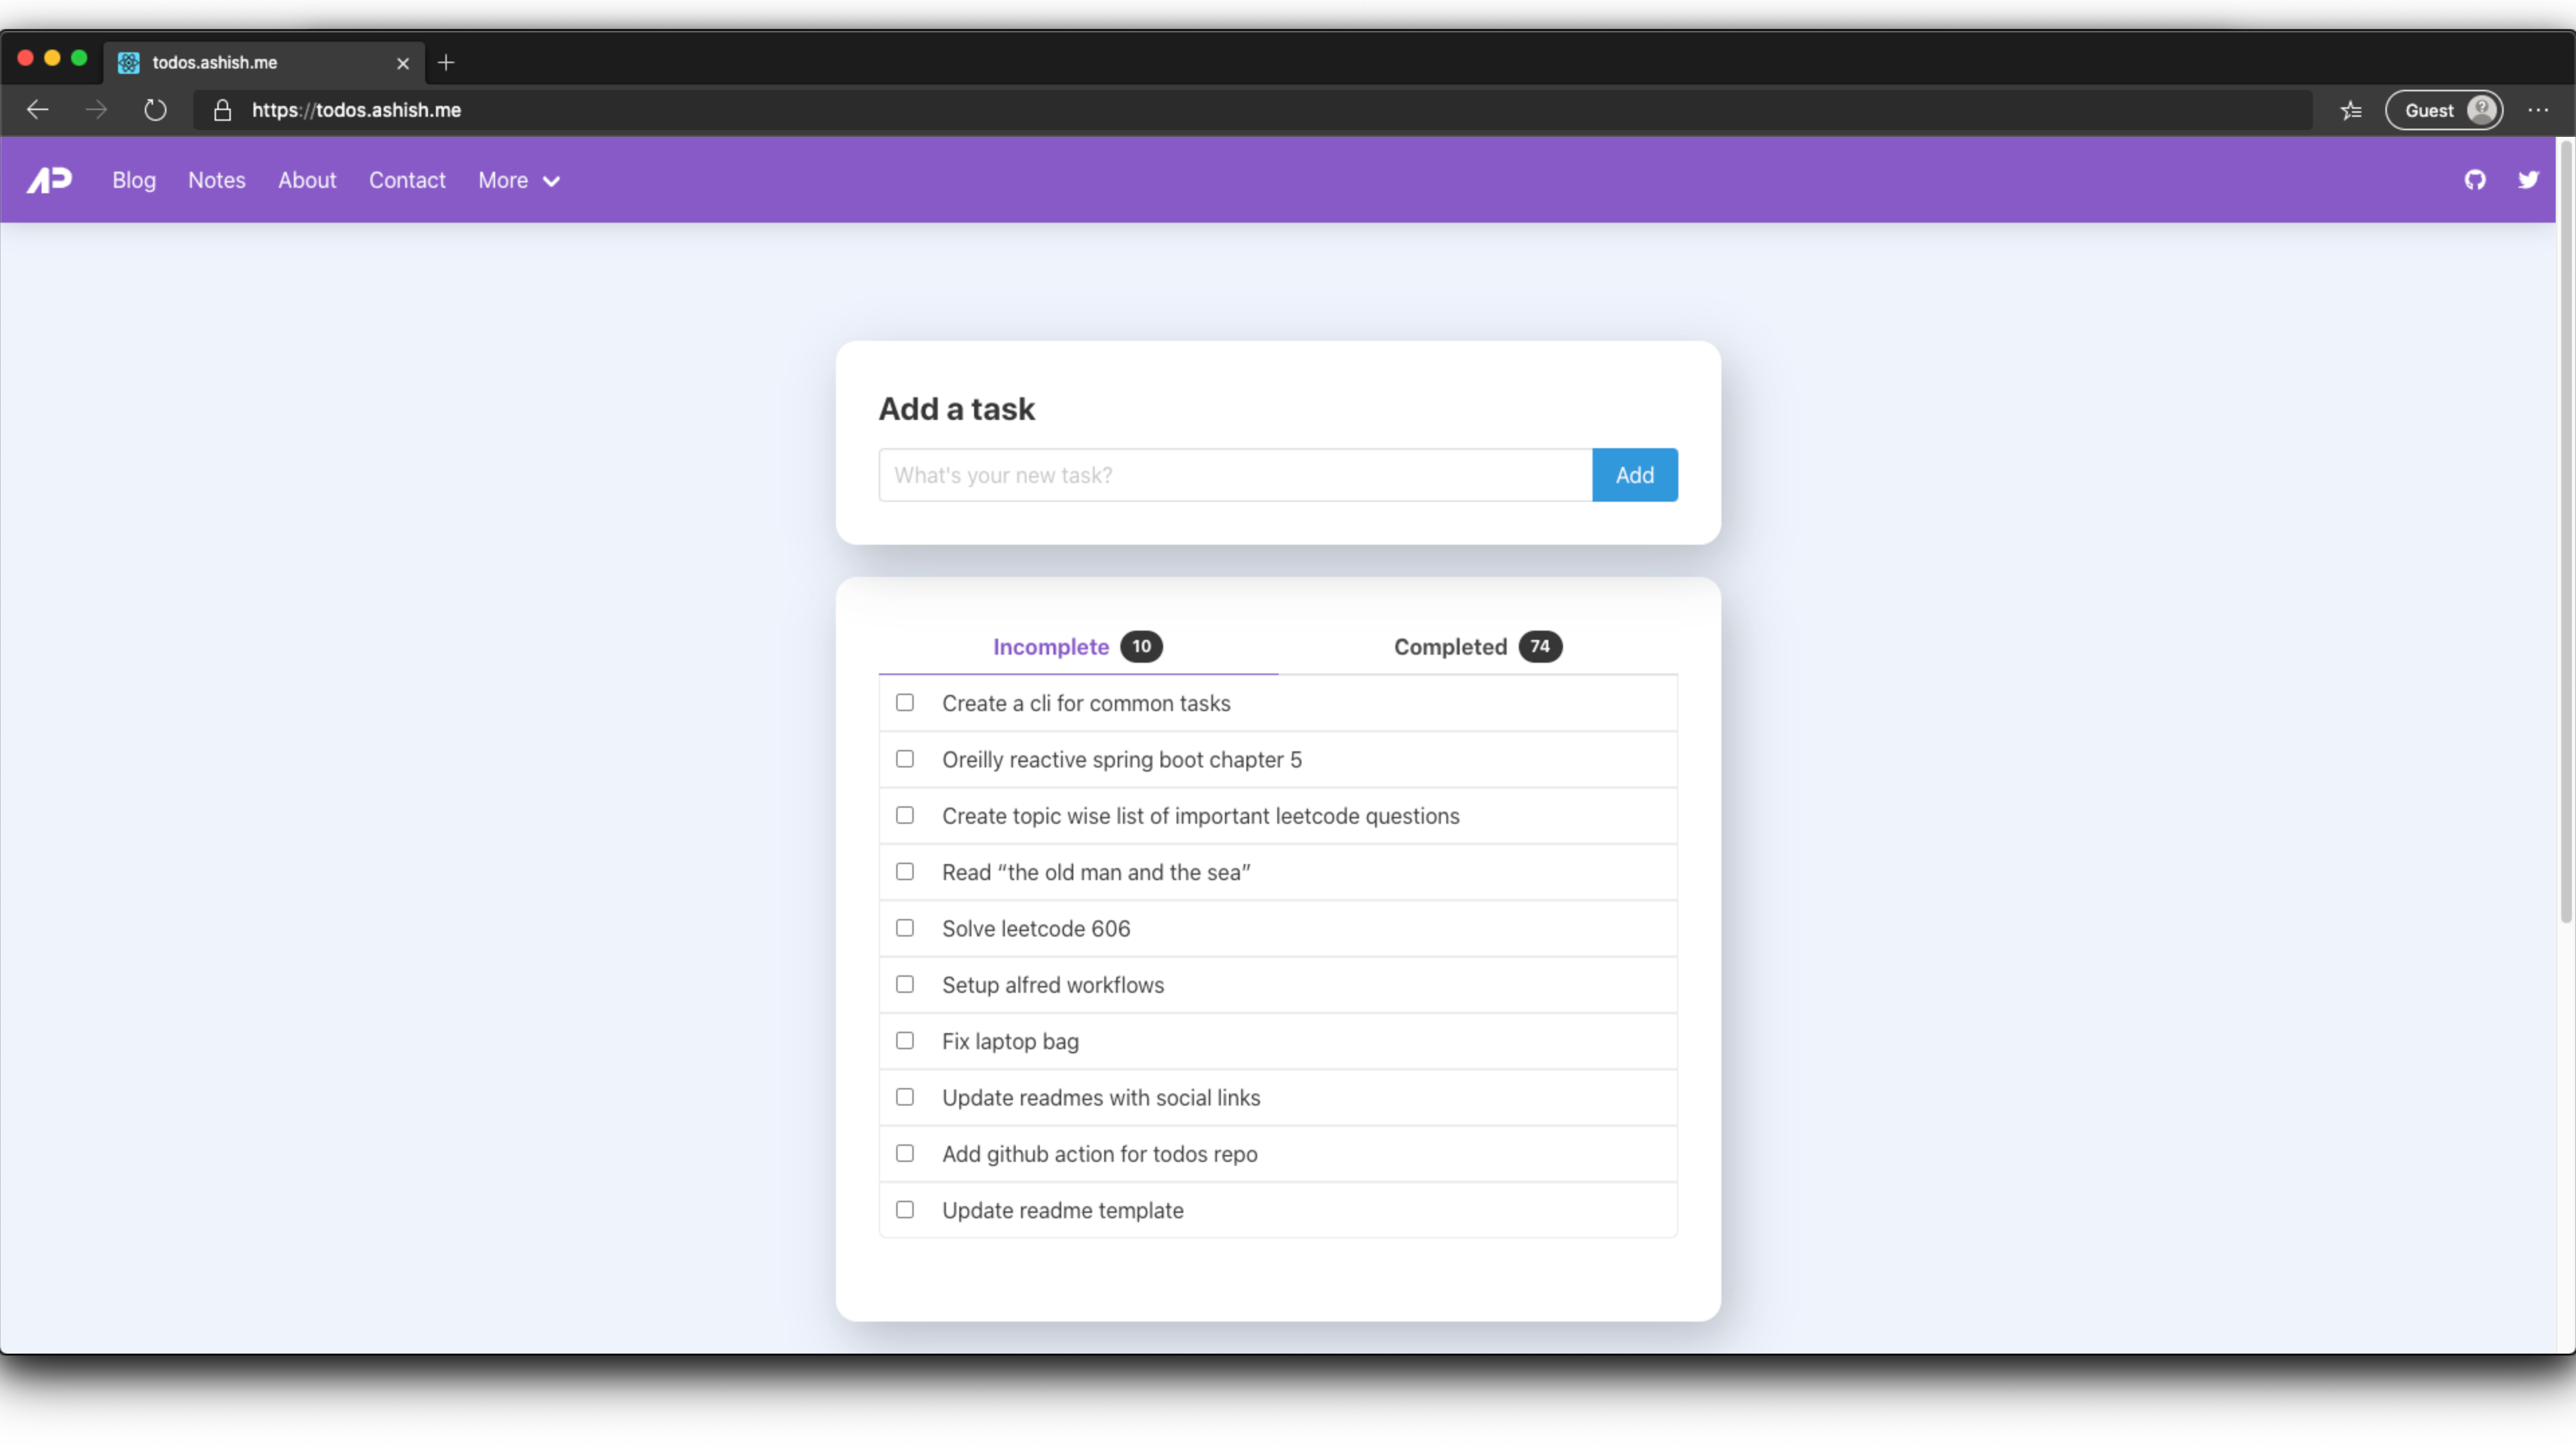 todos.ashish.me
https://todos.ashish.me
Guest
AP Blog Notes About Contact More
Add a task
What's your new task? Add
Incomplete 10 Completed 74
Create a cli for common tasks
Oreilly reactive spring boot chapter 5
Create topic wise list of important leetcode questions
Read “the old man and the sea”
Solve leetcode 606
Setup alfred workflows
Fix laptop bag
Update readmes with social links
Add github action for todos repo
Update readme template